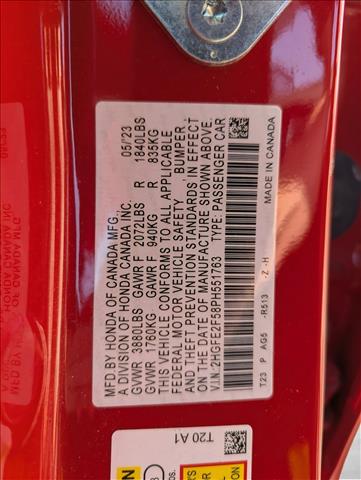 MFD BY HONDA OF CANADA MFG., 05/23
A DIVISION OF HONDA CANADA INC.
GVWR 3880LBS GAWR F 2072LBS R 1840LBS
GVWR 1760KG GAWR F 940KG R 835KG
THIS VEHICLE CONFORMS TO ALL APPLICABLE
FEDERAL MOTOR VEHICLE SAFETY, BUMPER,
AND THEFT PREVENTION STANDARDS IN EFFECT
ON THE DATE OF MANUFACTURE SHOWN ABOVE.
V.I.N: 2HGFE2F58PH551763 TYPE: PASSENGER CAR
MADE IN CANADA
T23 P AG5 -R513 -Z -H
T20 A1